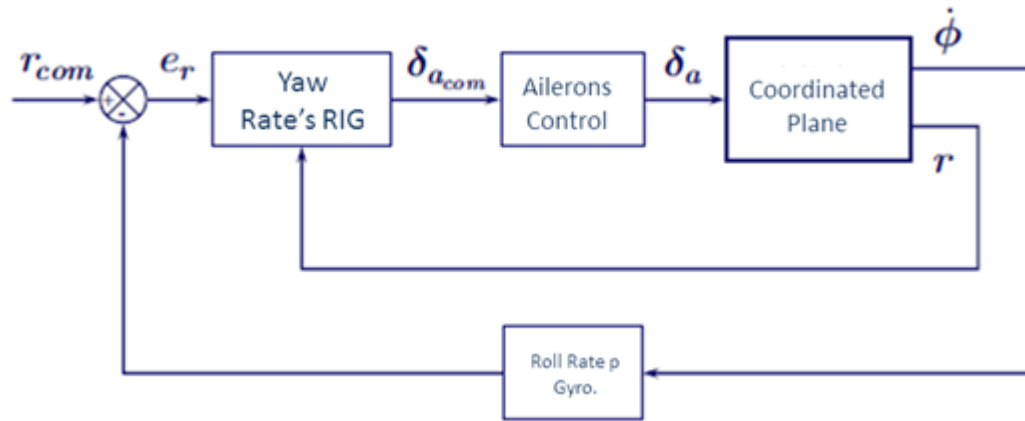 r_com
+
-
e_r
Yaw
Rate's RIG
δ_a_com
Ailerons
Control
δ_a
Coordinated
Plane
φ̇
r
Roll Rate p
Gyro.